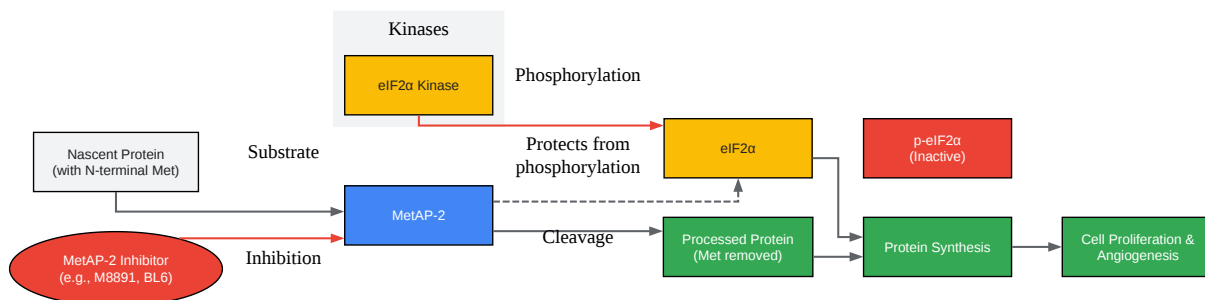 Kinases
eIF2α Kinase
Phosphorylation
Nascent Protein
(with N-terminal Met)
Substrate
Protects from
phosphorylation
eIF2α
p-eIF2α
(Inactive)
MetAP-2
Cleavage
Processed Protein
(Met removed)
Protein Synthesis
Cell Proliferation &
Angiogenesis
MetAP-2 Inhibitor
(e.g., M8891, BL6)
Inhibition